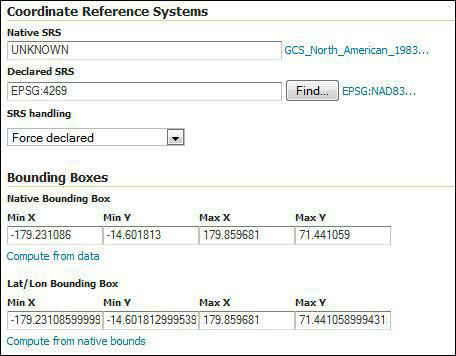 Coordinate Reference Systems
Native SRS
UNKNOWN GCS_North_American_1983...
Declared SRS
EPSG:4269 Find... EPSG:NAD83...
SRS handling
Force declared
Bounding Boxes
Native Bounding Box
Min X Min Y Max X Max Y
-179.231086 -14.601813 179.859681 71.441059
Compute from data
Lat/Lon Bounding Box
Min X Min Y Max X Max Y
-179.23108599999 -14.601812999539 179.859681 71.441058999431
Compute from native bounds